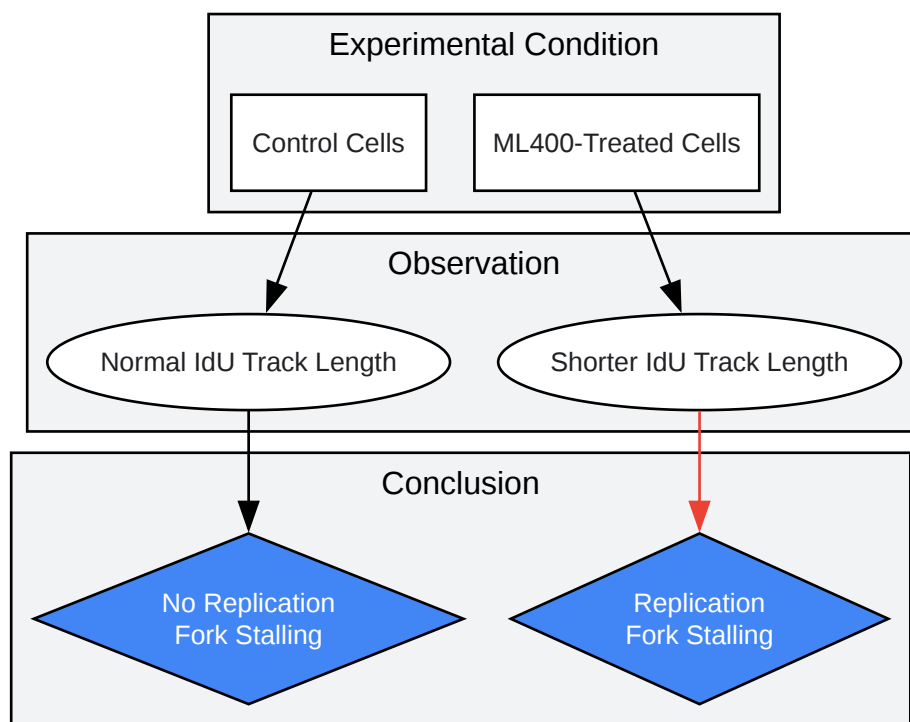 Experimental Condition
Control Cells
ML400-Treated Cells
Observation
Normal IdU Track Length
Shorter IdU Track Length
Conclusion
No Replication
Fork Stalling
Replication
Fork Stalling